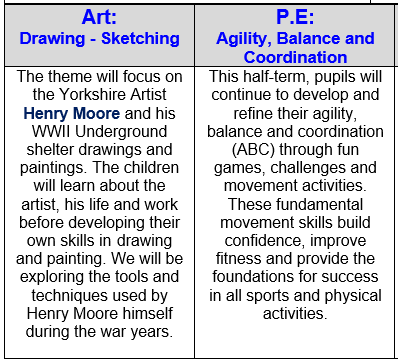 Art:
Drawing - Sketching
The theme will focus on
the Yorkshire Artist
Henry Moore and his
WWII Underground
shelter drawings and
paintings. The children
will learn about the
artist, his life and work
before developing their
own skills in drawing
and painting. We will be
exploring the tools and
techniques used by
Henry Moore himself
during the war years.
P.E:
Agility, Balance and
Coordination
This half-term, pupils will
continue to develop and
refine their agility,
balance and coordination
(ABC) through fun
games, challenges and
movement activities.
These fundamental
movement skills build
confidence, improve
fitness and provide the
foundations for success
in all sports and physical
activities.